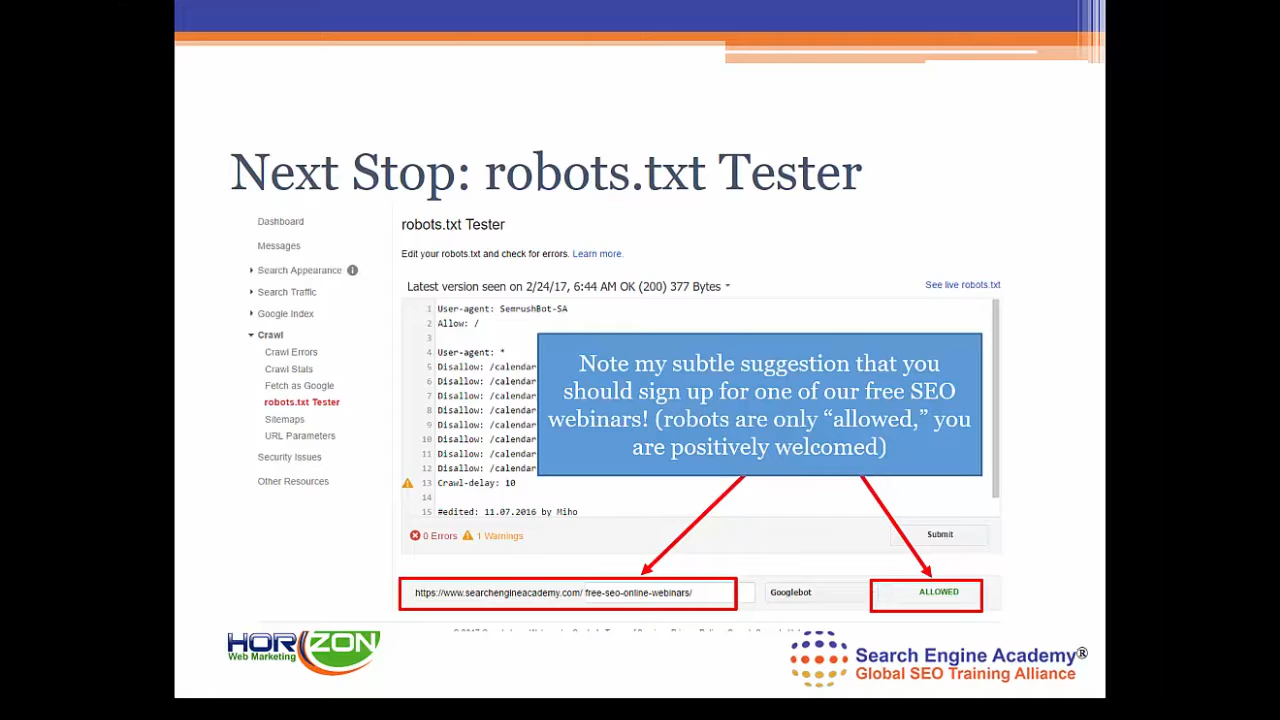 Next Stop: robots.txt Tester
Dashboard
Messages
Search Appearance
Search Traffic
Google Index
Crawl
Crawl Errors
Crawl Stats
Fetch as Google
robots.txt Tester
Sitemaps
URL Parameters
Security Issues
Other Resources
robots.txt Tester
Edit your robots.txt and check for errors. Learn more.
Latest version seen on 2/24/17, 6:44 AM OK (200) 377 Bytes
See live robots.txt
1 User-agent: SemrushBot-SA
2 Allow: /
3
4 User-agent: *
5 Disallow: /calendar
6 Disallow: /calendar
7 Disallow: /calendar
8 Disallow: /calendar
9 Disallow: /calendar
10 Disallow: /calendar
11 Disallow: /calendar
12 Disallow: /calendar
13 Crawl-delay: 10
14
15 #edited: 11.07.2016 by Miho
Note my subtle suggestion that you
should sign up for one of our free SEO
webinars! (robots are only “allowed,” you
are positively welcomed)
0 Errors 1 Warnings
Submit
https://www.searchengineacademy.com/ free-seo-online-webinars/
Googlebot
ALLOWED
HORIZON
Web Marketing
Search Engine Academy®
Global SEO Training Alliance